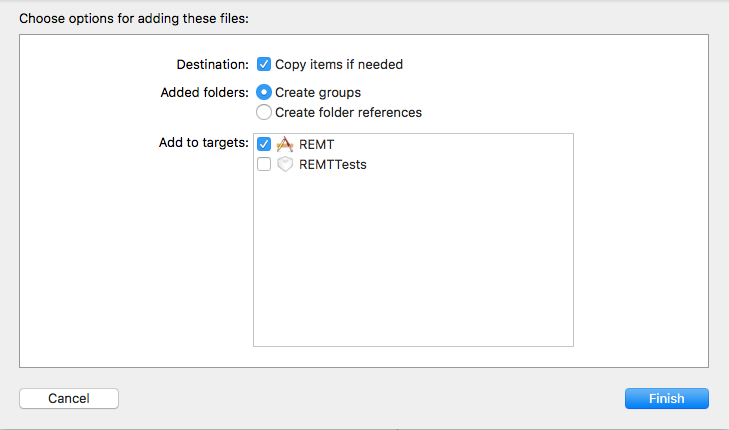 Choose options for adding these files:
Destination: Copy items if needed
Added folders: Create groups
Create folder references
Add to targets: REMT
REMTTests
Cancel Finish